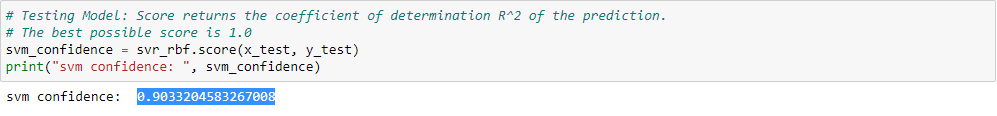 # Testing Model: Score returns the coefficient of determination R^2 of the prediction.
# The best possible score is 1.0
svm_confidence = svr_rbf.score(x_test, y_test)
print("svm confidence: ", svm_confidence)
svm confidence:  0.9033204583267008